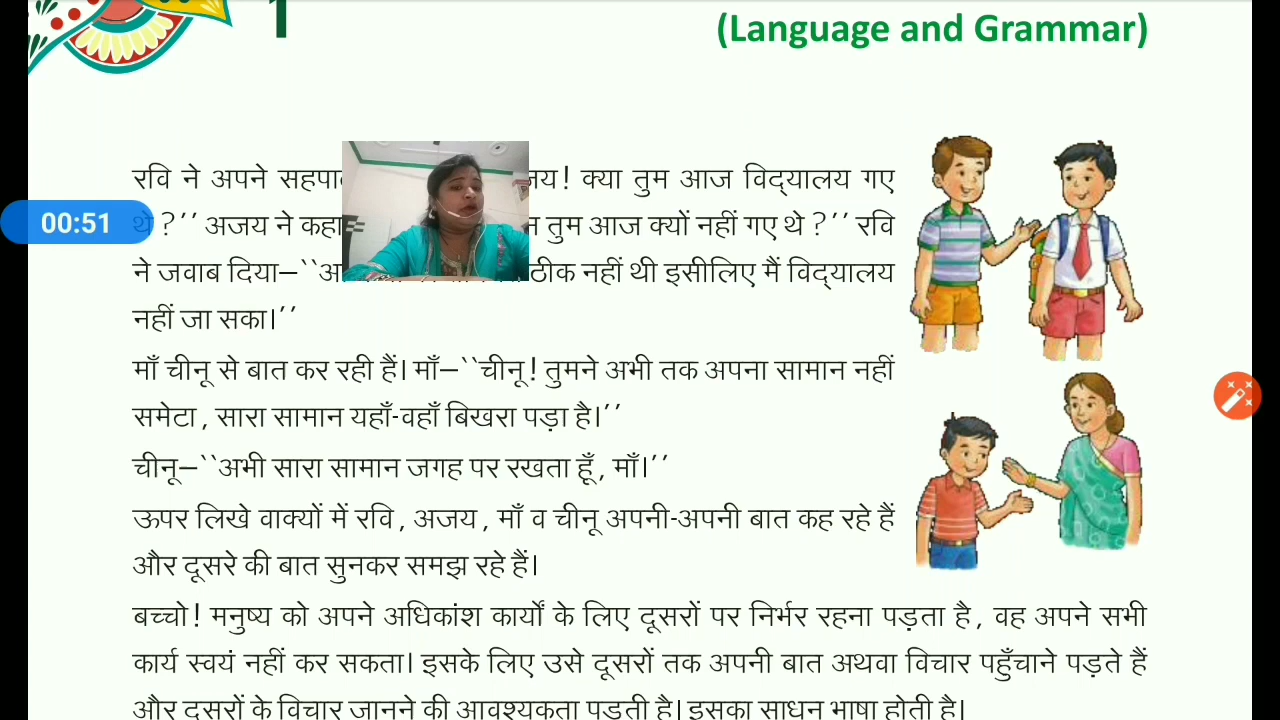 1
(Language and Grammar)
रवि ने अपने ! क्या तुम आज विद्यालय गए
थे ?’’ अजय ने कहा तुम आज क्यों नहीं गए थे ?’’ रवि
00:51
ने जवाब दिया—‘‘ ठीक नहीं थी इसीलिए मैं विद्यालय
नहीं जा सका।’’
माँ चीनू से बात कर रही हैं। माँ—‘‘चीनू! तुमने अभी तक अपना सामान नहीं
समेटा, सारा सामान यहाँ-वहाँ बिखरा पड़ा है।’’
चीनू—‘‘अभी सारा सामान जगह पर रखता हूँ, माँ।’’
ऊपर लिखे वाक्यों में रवि, अजय, माँ व चीनू अपनी-अपनी बात कह रहे हैं
और दूसरे की बात सुनकर समझ रहे हैं।
बच्चो! मनुष्य को अपने अधिकांश कार्यों के लिए दूसरों पर निर्भर रहना पड़ता है, वह अपने सभी
कार्य स्वयं नहीं कर सकता। इसके लिए उसे दूसरों तक अपनी बात अथवा विचार पहुँचाने पड़ते हैं
और दूसरों के विचार जानने की आवश्यकता पड़ती है। इसका साधन भाषा होती है।